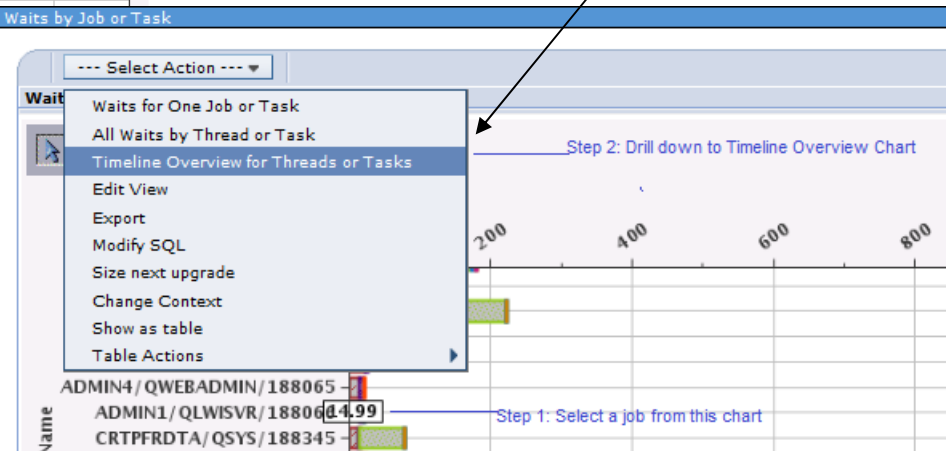 Waits by Job or Task
--- Select Action ---
Wait
Waits for One Job or Task
All Waits by Thread or Task
Timeline Overview for Threads or Tasks
Step 2: Drill down to Timeline Overview Chart
Edit View
Export
Modify SQL
Size next upgrade
Change Context
Show as table
Table Actions
200
400
600
800
ADMIN4/QWEBADMIN/188065
ADMIN1/QLWISVR/18806
14.99
Step 1: Select a job from this chart
CRTPFRDTA/QSYS/188345
Name